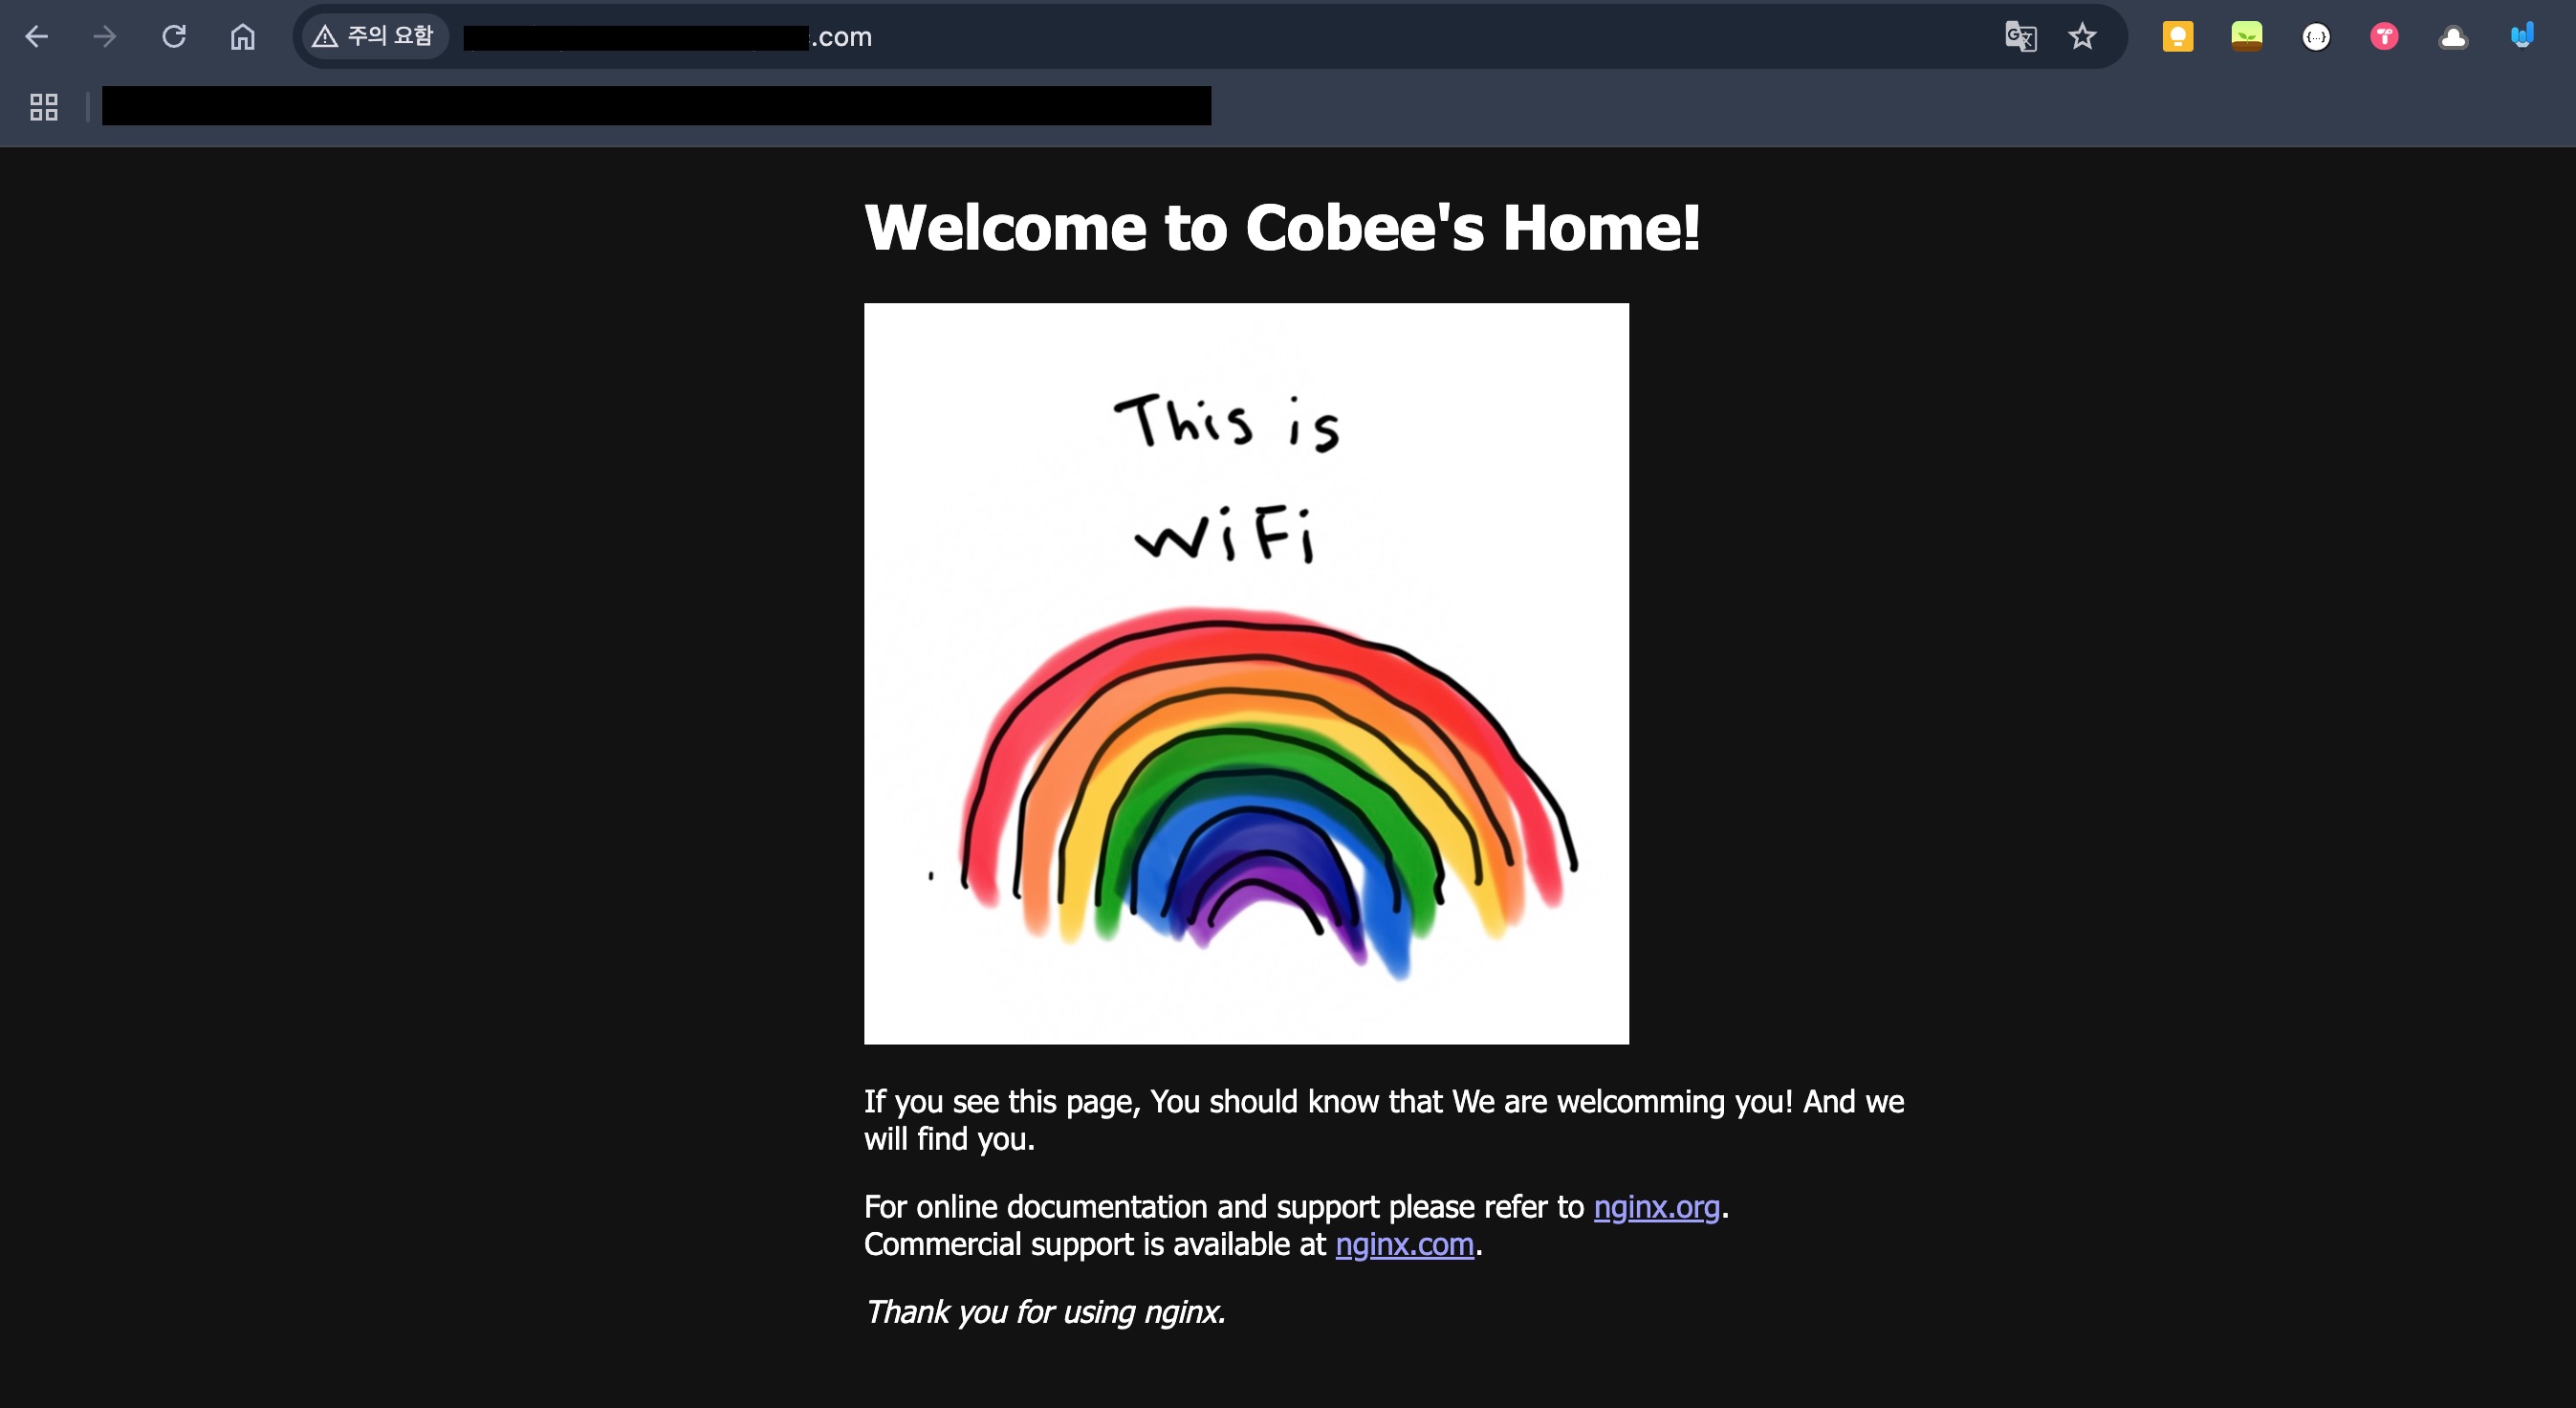 주의 요함
.com
Welcome to Cobee's Home!
This is
WiFi
If you see this page, You should know that We are welcomming you! And we
will find you.
For online documentation and support please refer to nginx.org.
Commercial support is available at nginx.com.
Thank you for using nginx.